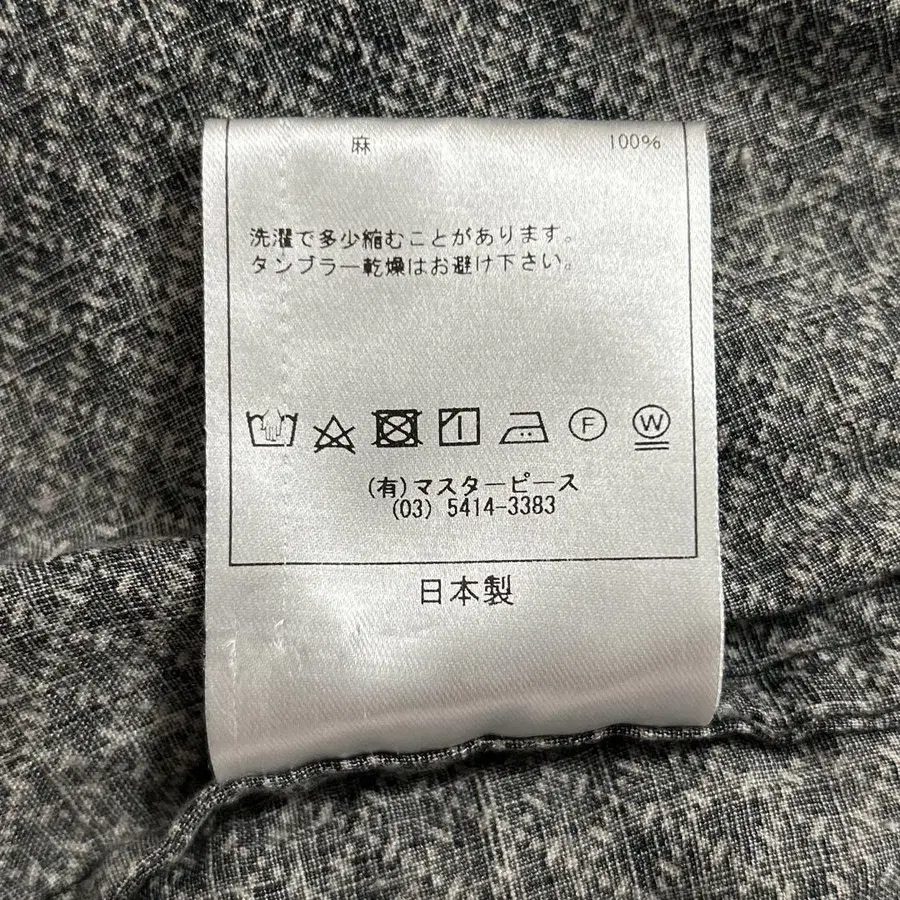 麻 100%
洗濯で多少縮むことがあります。
タンブラー乾燥はお避け下さい。
F W
(有)マスターピース
(03) 5414-3383
日本製